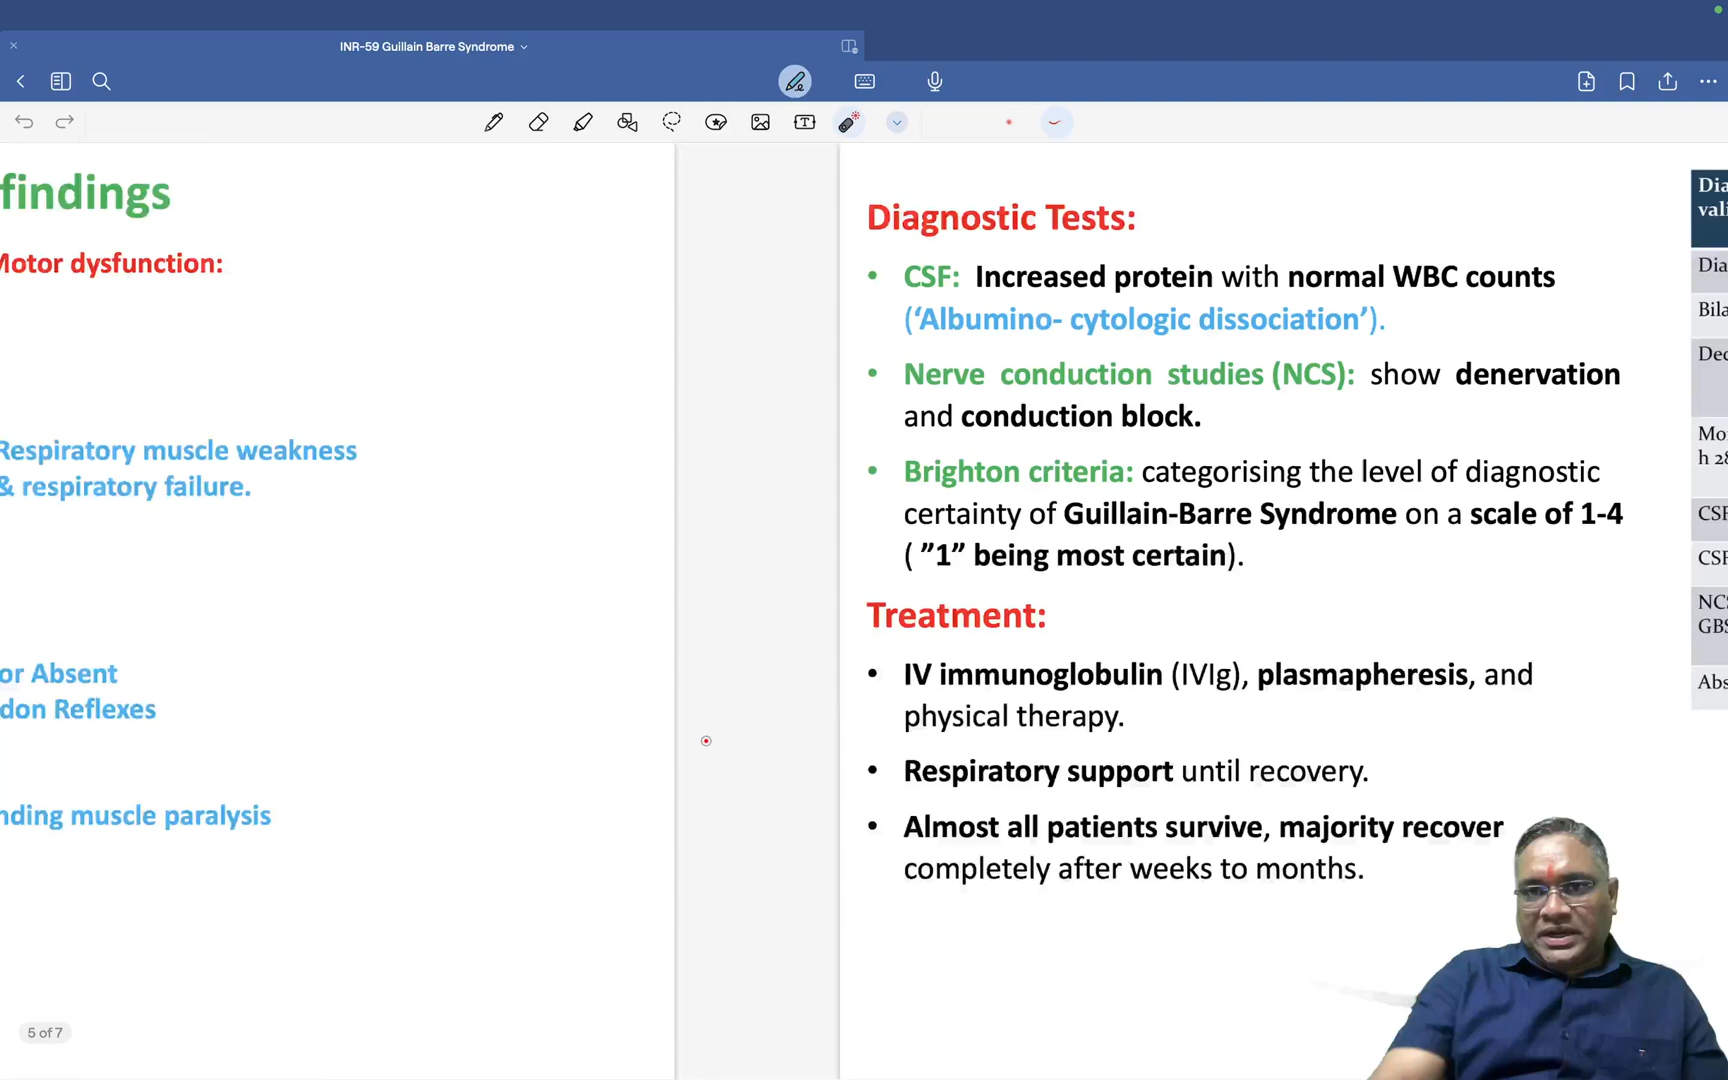 INR-59 Guillain Barre Syndrome
findings
Motor dysfunction:
Respiratory muscle weakness
& respiratory failure.
or Absent
don Reflexes
nding muscle paralysis
5 of 7
Diagnostic Tests:
• CSF: Increased protein with normal WBC counts
(‘Albumino- cytologic dissociation’).
• Nerve conduction studies (NCS): show denervation
and conduction block.
• Brighton criteria: categorising the level of diagnostic
certainty of Guillain-Barre Syndrome on a scale of 1-4
( ”1” being most certain).
Treatment:
• IV immunoglobulin (IVIg), plasmapheresis, and
physical therapy.
• Respiratory support until recovery.
• Almost all patients survive, majority recover
completely after weeks to months.
Dia
vali
Dia
Bila
Dec
Mo
h 28
CSF
CSF
NCS
GBS
Abs